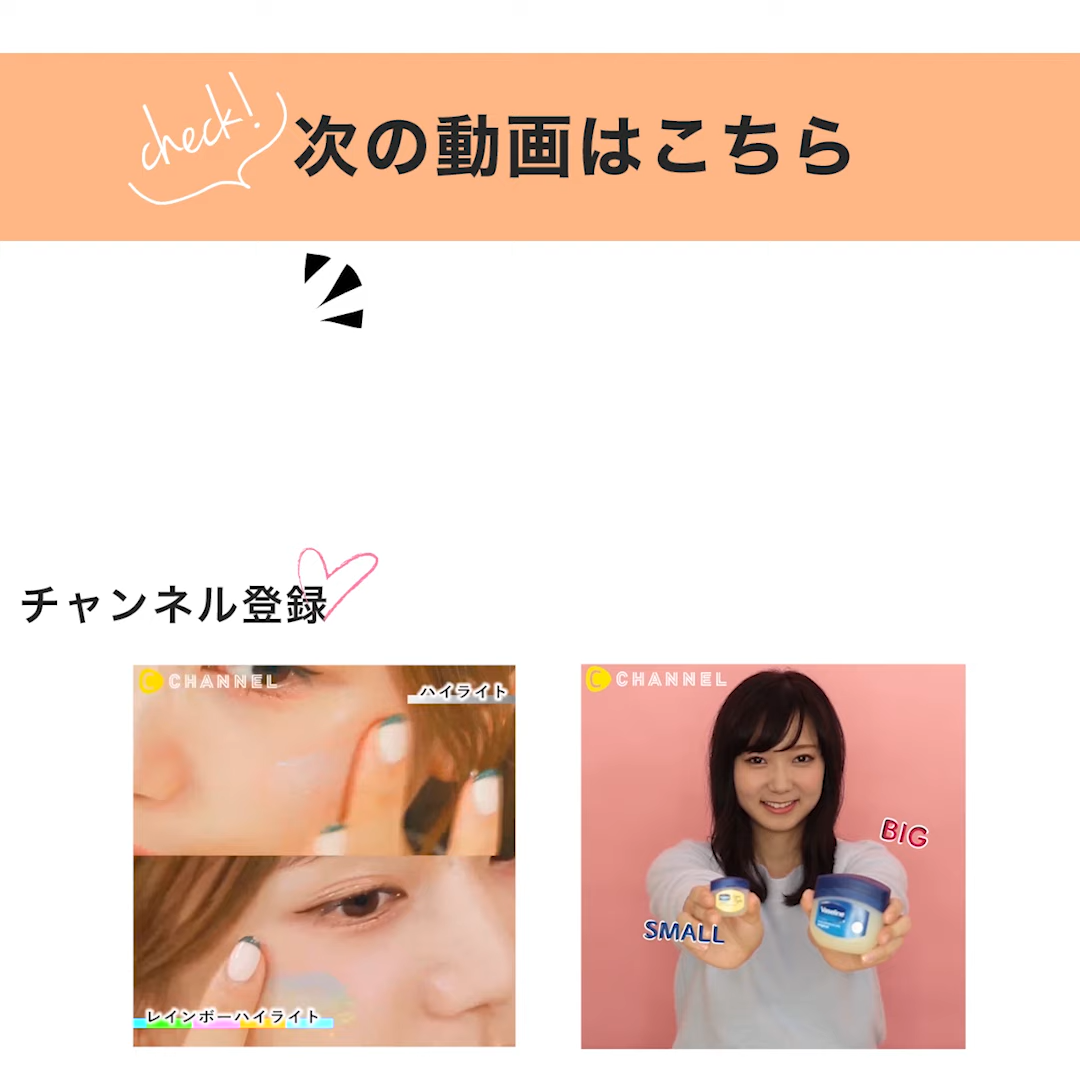 check!
次の動画はこちら
チャンネル登録
C CHANNEL
ハイライト
レインボーハイライト
C CHANNEL
BIG
SMALL
Vaseline